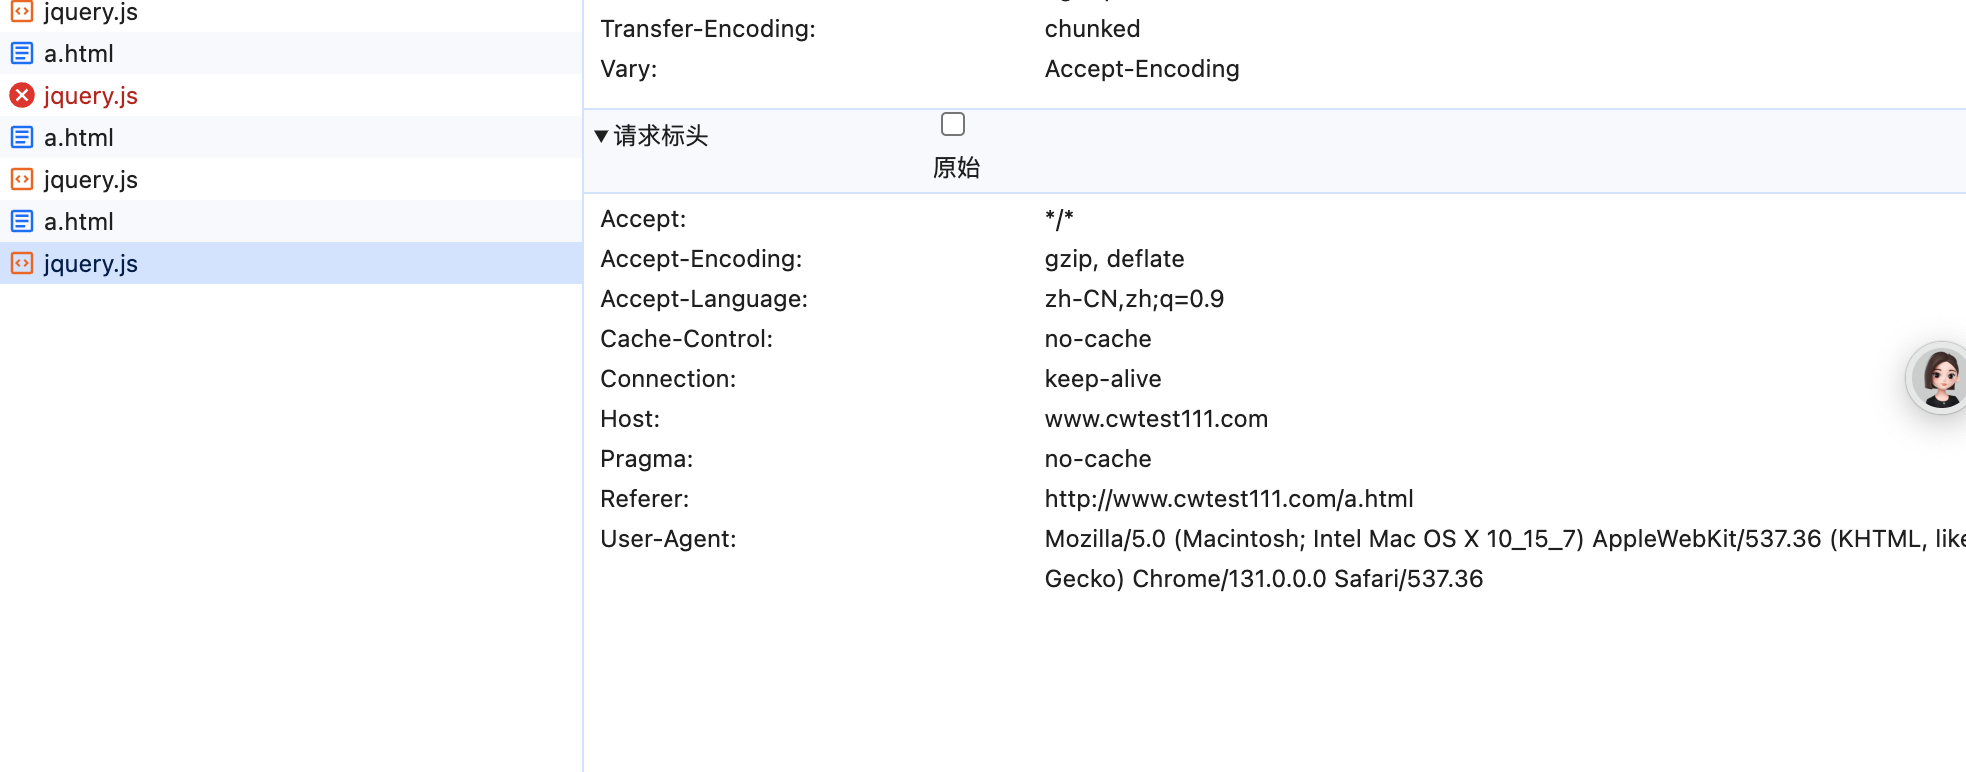 jquery.js
a.html
jquery.js
a.html
jquery.js
a.html
jquery.js
Transfer-Encoding: chunked
Vary: Accept-Encoding
▼请求标头
原始
Accept: */*
Accept-Encoding: gzip, deflate
Accept-Language: zh-CN,zh;q=0.9
Cache-Control: no-cache
Connection: keep-alive
Host: www.cwtest111.com
Pragma: no-cache
Referer: http://www.cwtest111.com/a.html
User-Agent: Mozilla/5.0 (Macintosh; Intel Mac OS X 10_15_7) AppleWebKit/537.36 (KHTML, like
Gecko) Chrome/131.0.0.0 Safari/537.36